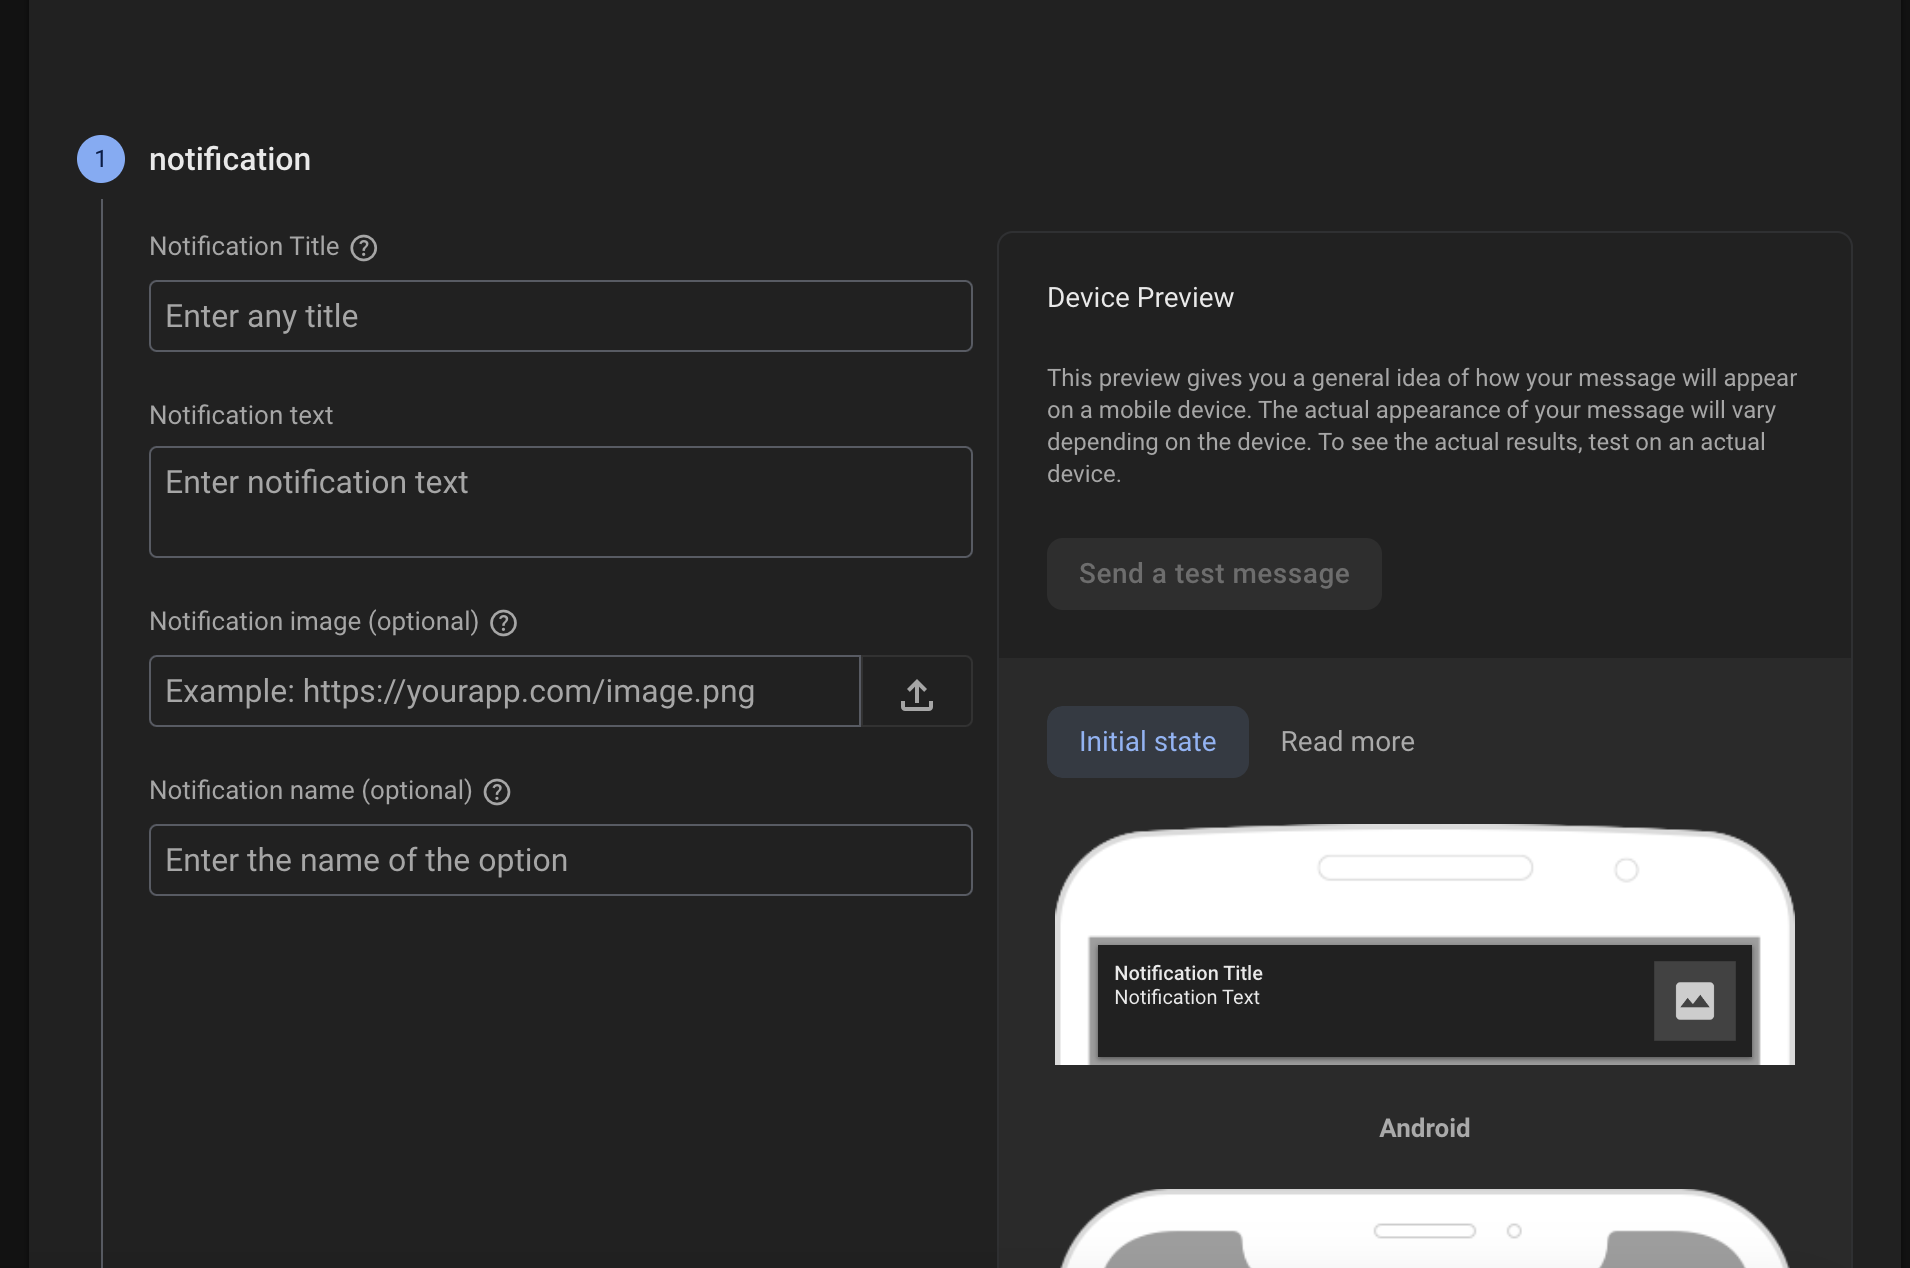 1 notification
Notification Title
Enter any title
Notification text
Enter notification text
Notification image (optional)
Example: https://yourapp.com/image.png
Notification name (optional)
Enter the name of the option
Device Preview
This preview gives you a general idea of how your message will appear
on a mobile device. The actual appearance of your message will vary
depending on the device. To see the actual results, test on an actual
device.
Send a test message
Initial state
Read more
Notification Title
Notification Text
Android